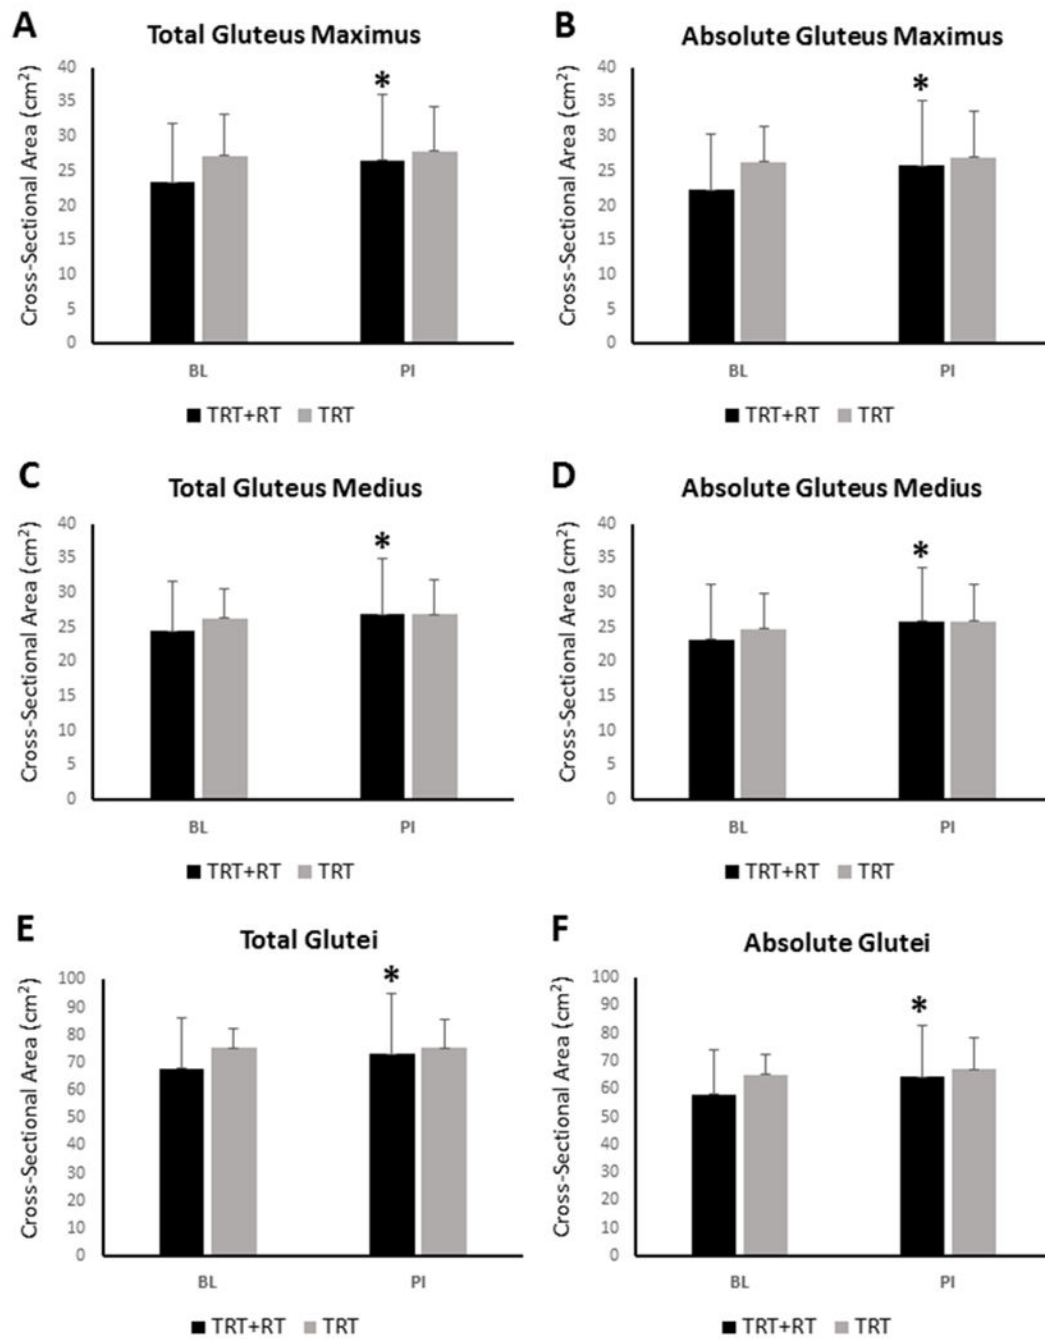 A
Total Gluteus Maximus
Cross-Sectional Area (cm²)
40
35
30
25
20
15
10
5
0
*
BL
PI
TRT+RT
TRT
B
Absolute Gluteus Maximus
Cross-Sectional Area (cm²)
40
35
30
25
20
15
10
5
0
*
BL
PI
TRT+RT
TRT
C
Total Gluteus Medius
Cross-Sectional Area (cm²)
40
35
30
25
20
15
10
5
0
*
BL
PI
TRT+RT
TRT
D
Absolute Gluteus Medius
Cross-Sectional Area (cm²)
40
35
30
25
20
15
10
5
0
*
BL
PI
TRT+RT
TRT
E
Total Glutei
Cross-Sectional Area (cm²)
100
90
80
70
60
50
40
30
20
10
0
*
BL
PI
TRT+RT
TRT
F
Absolute Glutei
Cross-Sectional Area (cm²)
100
90
80
70
60
50
40
30
20
10
0
*
BL
PI
TRT+RT
TRT